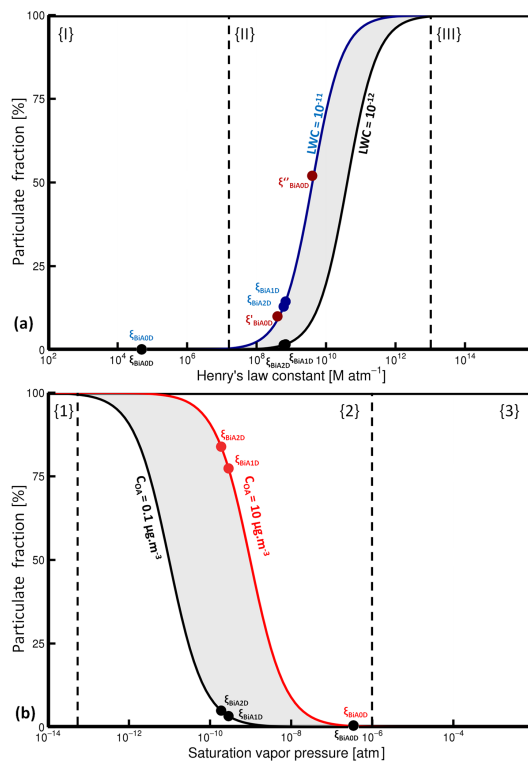 {I}
{II}
{III}
100
75
50
25
0
Particulate fraction [%]
LWC = 10⁻¹¹
LWC = 10⁻¹²
ξ′′BiA0D
ξBiA1D
ξBiA2D
ξ′BiA0D
ξBiA0D
ξBiA0D
ξBiA2D
ξBiA1D
(a)
10²
10⁴
10⁶
10⁸
10¹⁰
10¹²
10¹⁴
Henry's law constant [M atm⁻¹]
{1}
{2}
{3}
100
75
50
25
0
Particulate fraction [%]
ξBiA2D
ξBiA1D
COA = 0.1 µg.m⁻³
COA = 10 µg.m⁻³
ξBiA2D
ξBiA1D
ξBiA0D
ξBiA0D
(b)
10⁻¹⁴
10⁻¹²
10⁻¹⁰
10⁻⁸
10⁻⁶
10⁻⁴
Saturation vapor pressure [atm]